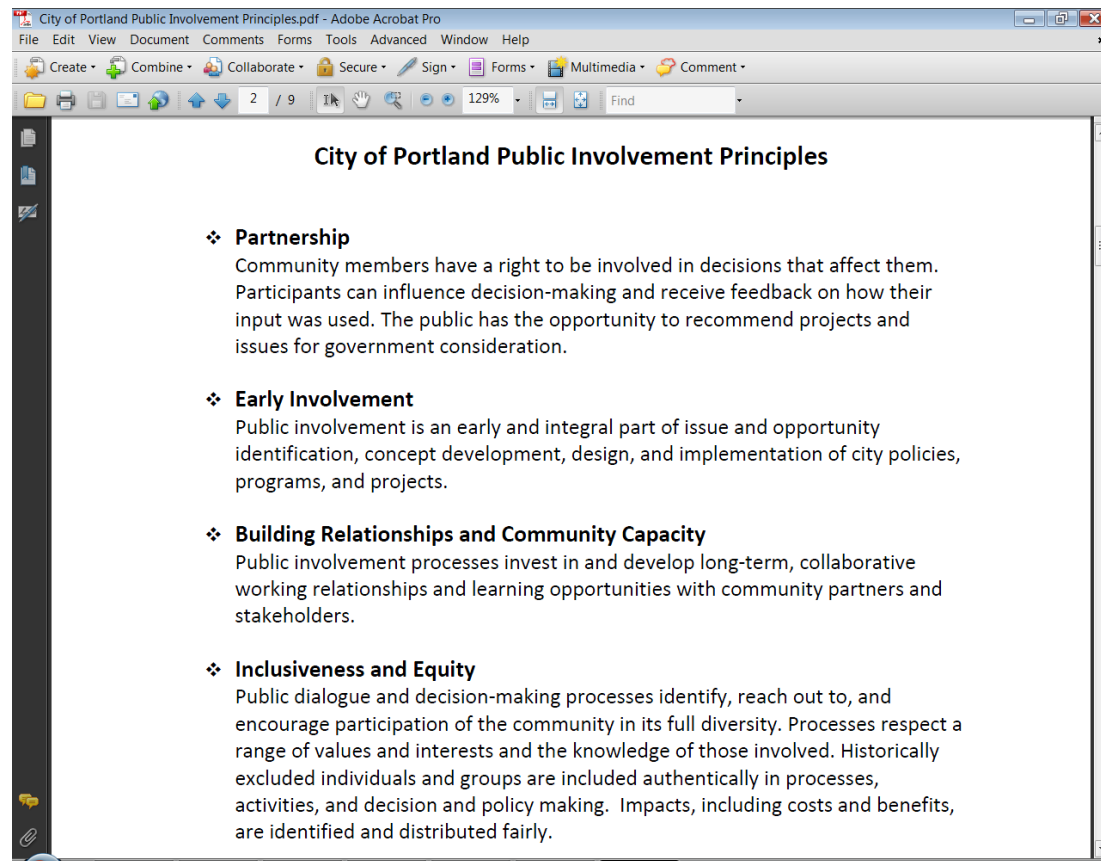 City of Portland Public Involvement Principles.pdf - Adobe Acrobat Pro
File Edit View Document Comments Forms Tools Advanced Window Help
Create Combine Collaborate Secure Sign Forms Multimedia Comment
2 / 9 129% Find
City of Portland Public Involvement Principles
❖ Partnership
Community members have a right to be involved in decisions that affect them.
Participants can influence decision-making and receive feedback on how their
input was used. The public has the opportunity to recommend projects and
issues for government consideration.
❖ Early Involvement
Public involvement is an early and integral part of issue and opportunity
identification, concept development, design, and implementation of city policies,
programs, and projects.
❖ Building Relationships and Community Capacity
Public involvement processes invest in and develop long-term, collaborative
working relationships and learning opportunities with community partners and
stakeholders.
❖ Inclusiveness and Equity
Public dialogue and decision-making processes identify, reach out to, and
encourage participation of the community in its full diversity. Processes respect a
range of values and interests and the knowledge of those involved. Historically
excluded individuals and groups are included authentically in processes,
activities, and decision and policy making.  Impacts, including costs and benefits,
are identified and distributed fairly.